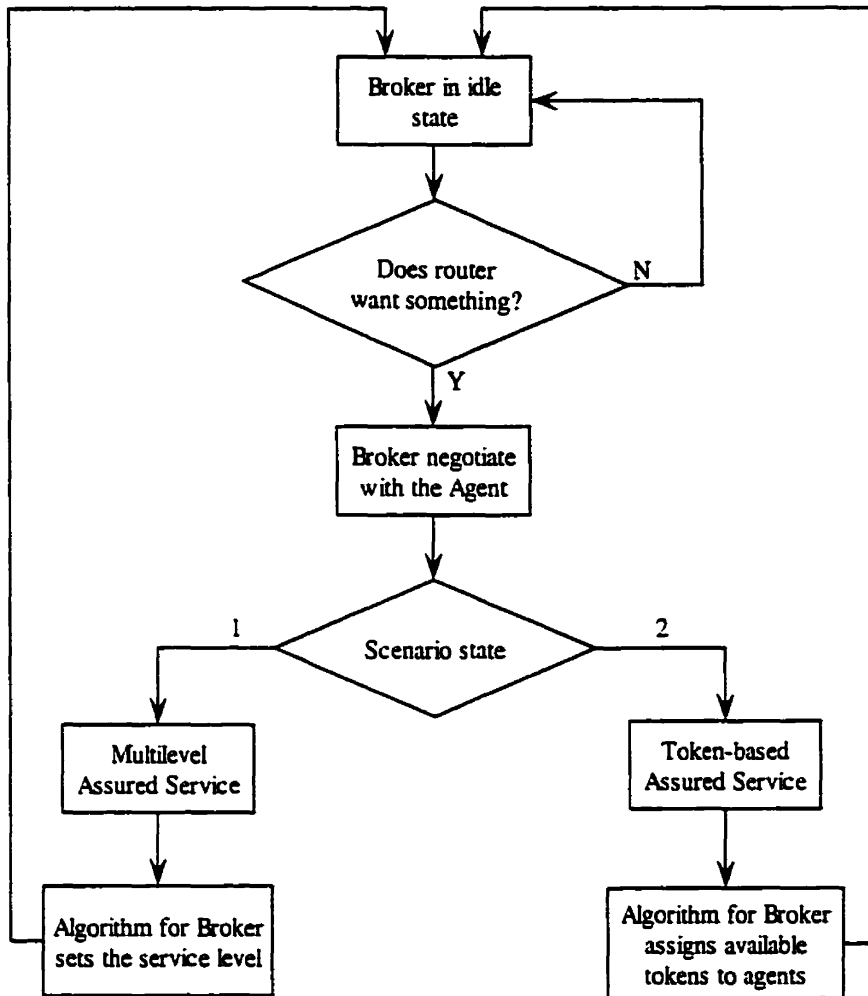 Broker in idle
state
Does router
want something?
N
Y
Broker negotiate
with the Agent
1
Scenario state
2
Multilevel
Assured Service
Token-based
Assured Service
Algorithm for Broker
sets the service level
Algorithm for Broker
assigns available
tokens to agents